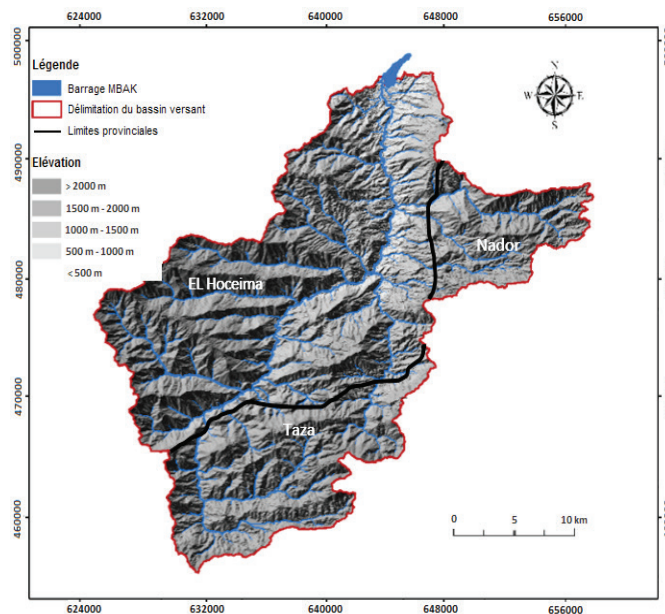 624000 632000 640000 648000 656000
500000
Légende
Barrage MBAK
Délimitation du bassin versant
Limites provinciales
N
W E
S
Elévation
490000
> 2000 m
1500 m - 2000 m
1000 m - 1500 m
500 m - 1000 m
< 500 m
Nador
EL Hoceima
480000
470000
Taza
460000
0 5 10 km
624000 632000 640000 648000 656000